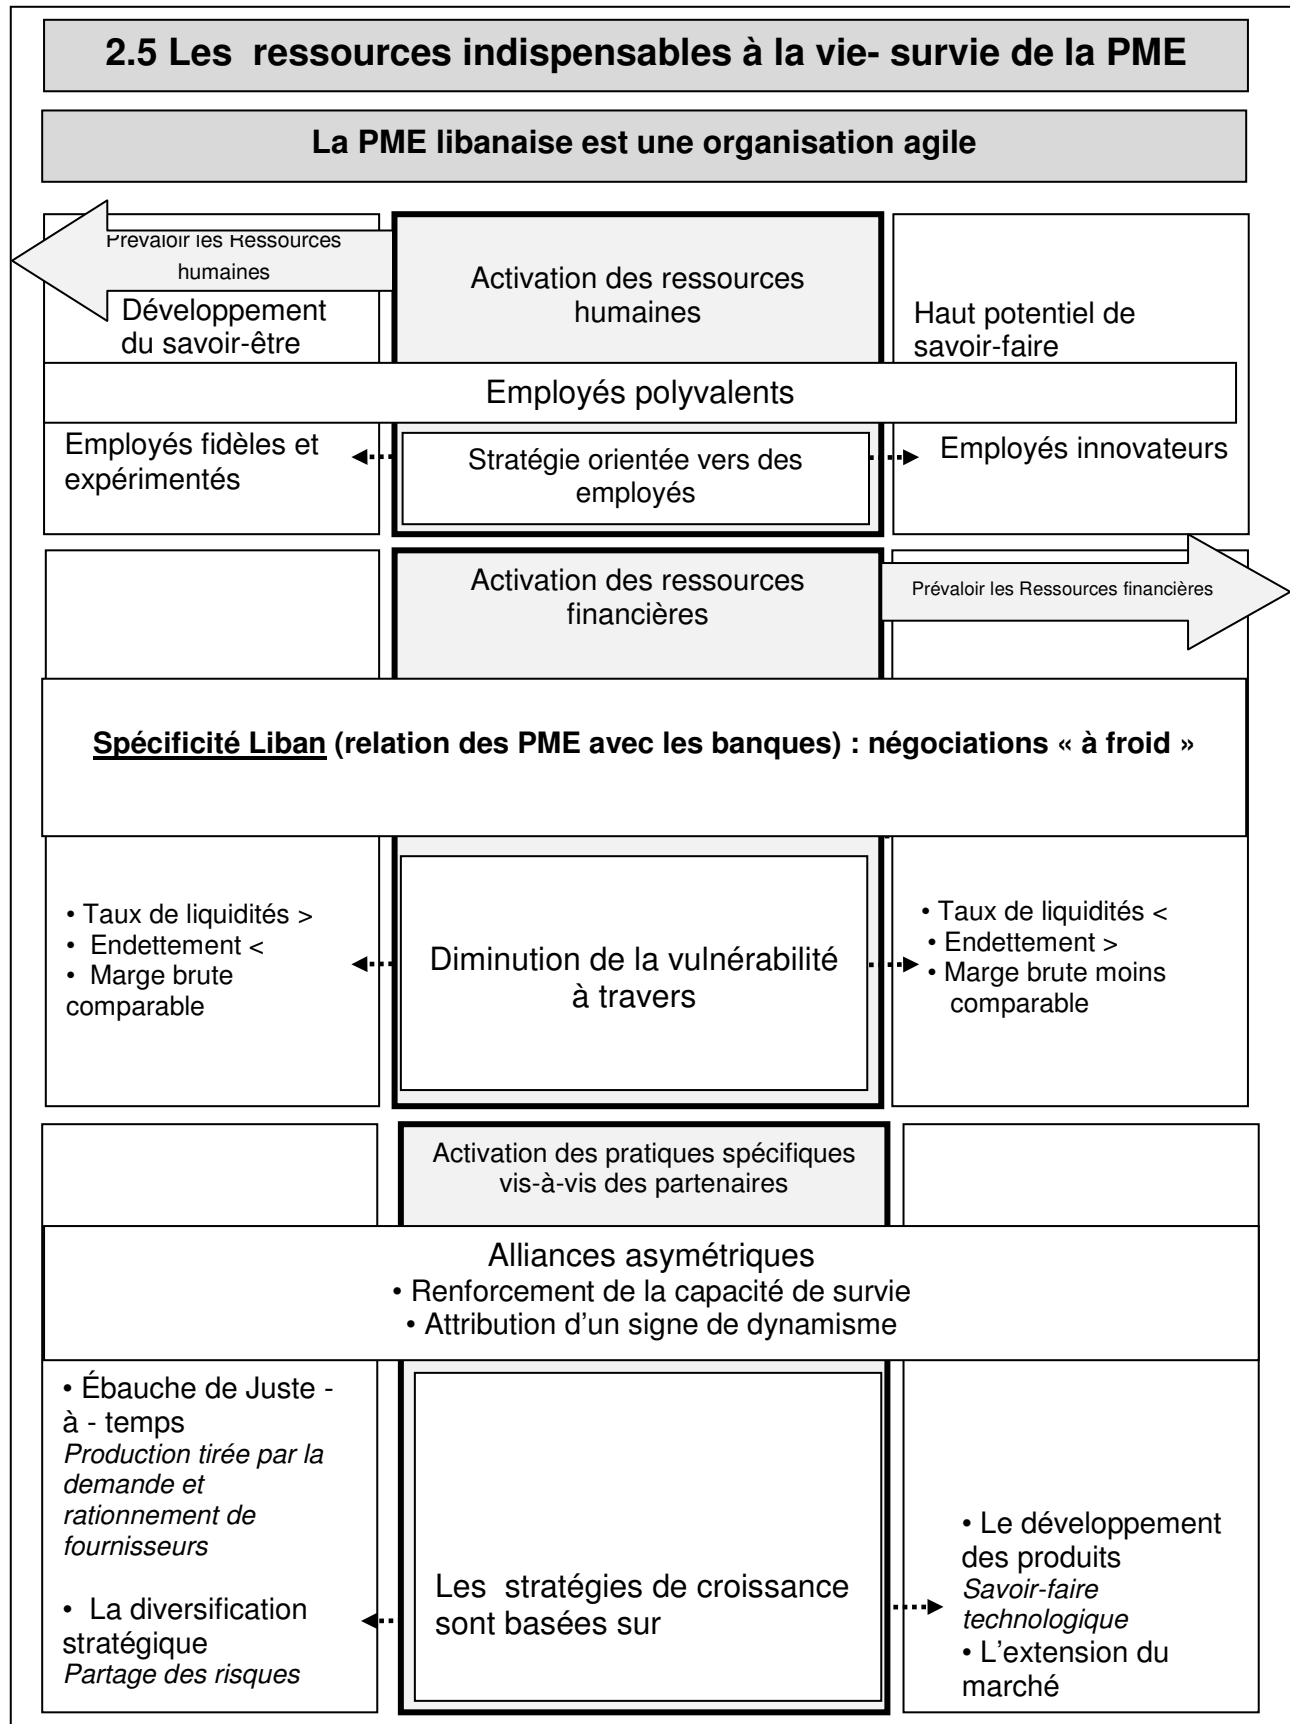 2.5 Les ressources indispensables à la vie- survie de la PME
La PME libanaise est une organisation agile
Prévaloir les Ressources
humaines
Développement
du savoir-être
Activation des ressources
humaines
Haut potentiel de
savoir-faire
Employés polyvalents
Employés fidèles et
expérimentés
Stratégie orientée vers des
employés
Employés innovateurs
Activation des ressources
financières
Prévaloir les Ressources financières
Spécificité Liban (relation des PME avec les banques) : négociations « à froid »
• Taux de liquidités >
• Endettement <
• Marge brute
comparable
Diminution de la vulnérabilité
à travers
• Taux de liquidités <
• Endettement >
• Marge brute moins
comparable
Activation des pratiques spécifiques
vis-à-vis des partenaires
Alliances asymétriques
• Renforcement de la capacité de survie
• Attribution d'un signe de dynamisme
• Ébauche de Juste -
à - temps
Production tirée par la
demande et
rationnement de
fournisseurs
• La diversification
stratégique
Partage des risques
Les stratégies de croissance
sont basées sur
• Le développement
des produits
Savoir-faire
technologique
• L'extension du
marché